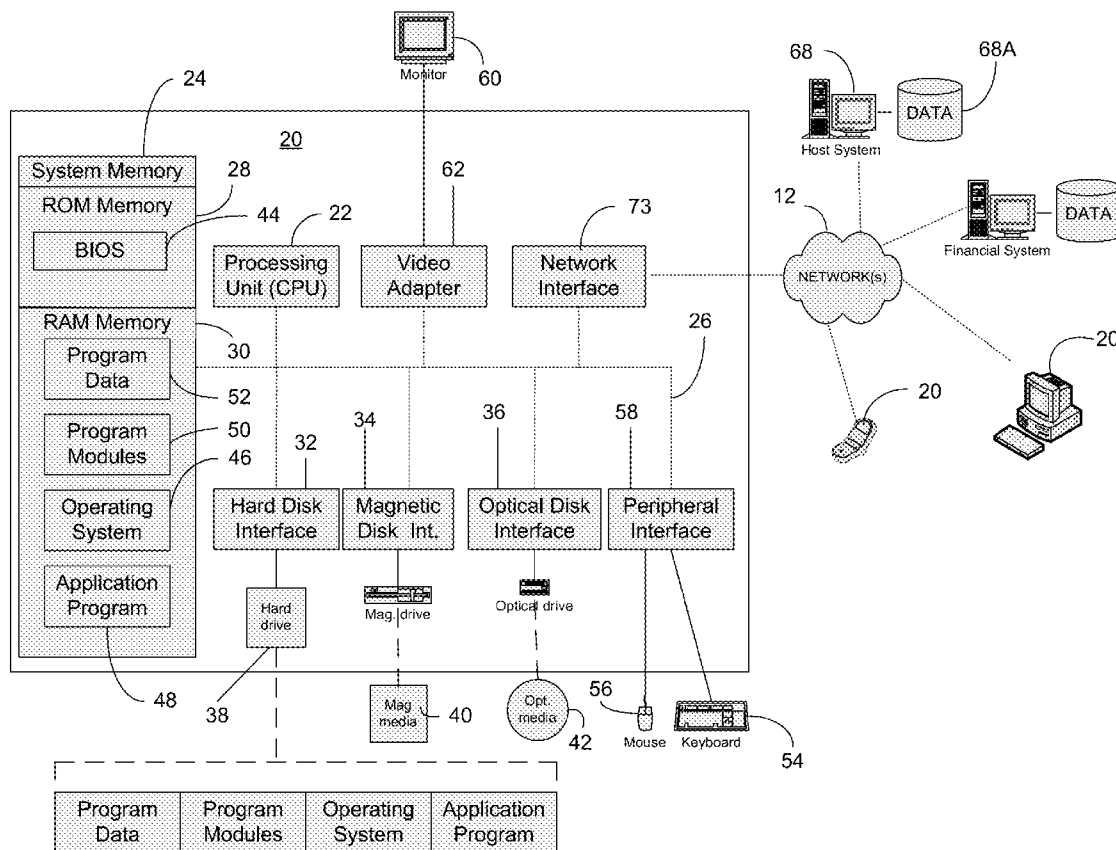 Monitor
60
68
68A
DATA
Host System
24
20
System Memory
28
ROM Memory
44
BIOS
62
22
73
12
DATA
Financial System
Processing
Unit (CPU)
Video
Adapter
Network
Interface
NETWORK(s)
RAM Memory
30
Program
Data
52
26
20
20
34
36
58
Program
Modules
50
32
46
Operating
System
Hard Disk
Interface
Magnetic
Disk Int.
Optical Disk
Interface
Peripheral
Interface
Application
Program
Hard
drive
Mag. drive
Optical drive
48
38
Mag
media
40
Opt.
media
42
56
Mouse
Keyboard
54
Program
Data
Program
Modules
Operating
System
Application
Program